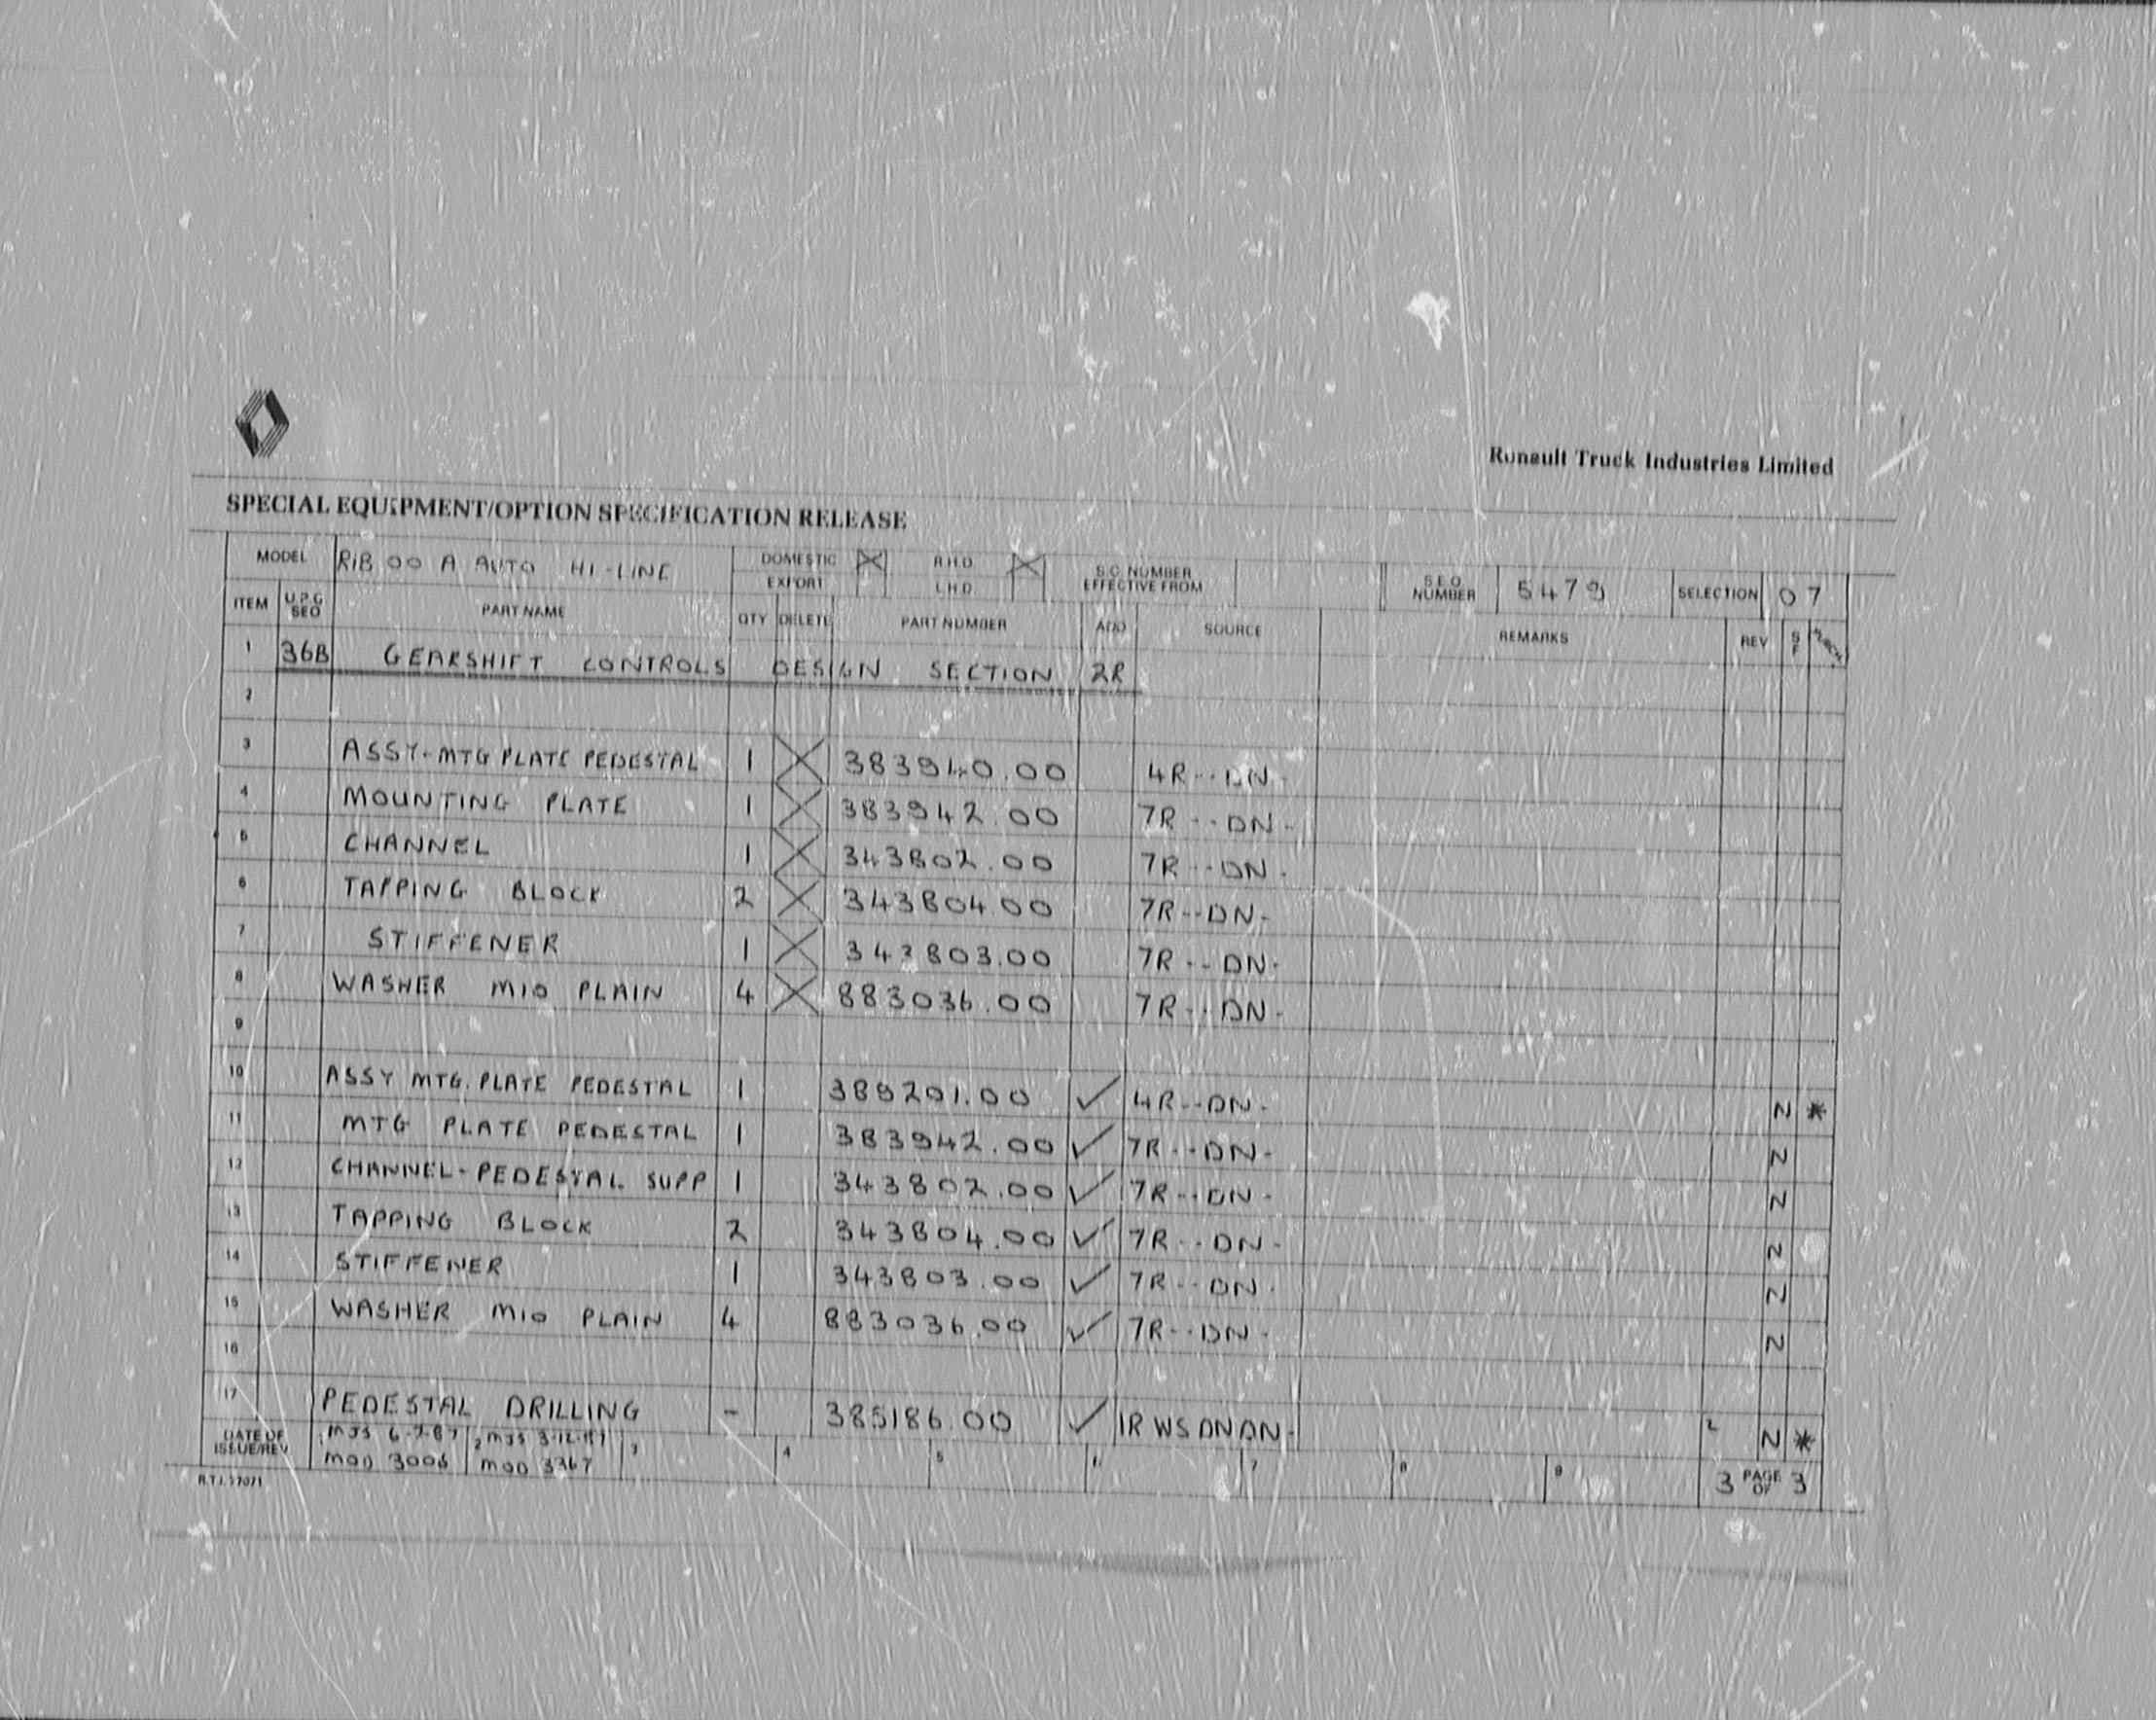 Renault Truck Industries Limited
SPECIAL EQUIPMENT/OPTION SPECIFICATION RELEASE
MODEL RIB 00 A AUTO HI-LINE DOMESTIC EXPORT R.H.D. L.H.D. S.O. NUMBER EFFECTIVE FROM S.E.O. NUMBER 5479 SELECTION 07
ITEM U.P.G SEO PART NAME QTY DELETE PART NUMBER ADD SOURCE REMARKS REV S F
1 36B GEARSHIFT CONTROLS DESIGN SECTION 2R
2
3 ASSY-MTG PLATE PEDESTAL 1 X 383940.00 4R--DN-
4 MOUNTING PLATE 1 X 383942.00 7R--DN-
5 CHANNEL 1 X 343802.00 7R--DN-
6 TAPPING BLOCK 2 X 343804.00 7R--DN-
7 STIFFENER 1 X 343803.00 7R--DN-
8 WASHER M10 PLAIN 4 X 883036.00 7R--DN-
9
10 ASSY MTG. PLATE PEDESTAL 1 389201.00 ✓ 4R--DN- N *
11 MTG PLATE PEDESTAL 1 383942.00 ✓ 7R--DN- N
12 CHANNEL-PEDESTAL SUPP 1 343802.00 ✓ 7R--DN- N
13 TAPPING BLOCK 2 343804.00 ✓ 7R--DN- N
14 STIFFENER 1 343803.00 ✓ 7R--DN- N
15 WASHER M10 PLAIN 4 883036.00 ✓ 7R--DN- N
16
17 PEDESTAL DRILLING - 385186.00 ✓ 1R WS DN DN- 2 N *
DATE OF ISSUE/REV 1 MJS 6-7-87 MOD 3006 2 MJS 3-12-87 MOD 3367 3 4 5 6 7 8 9 3 PAGE OF 3
R.T.I. 27071